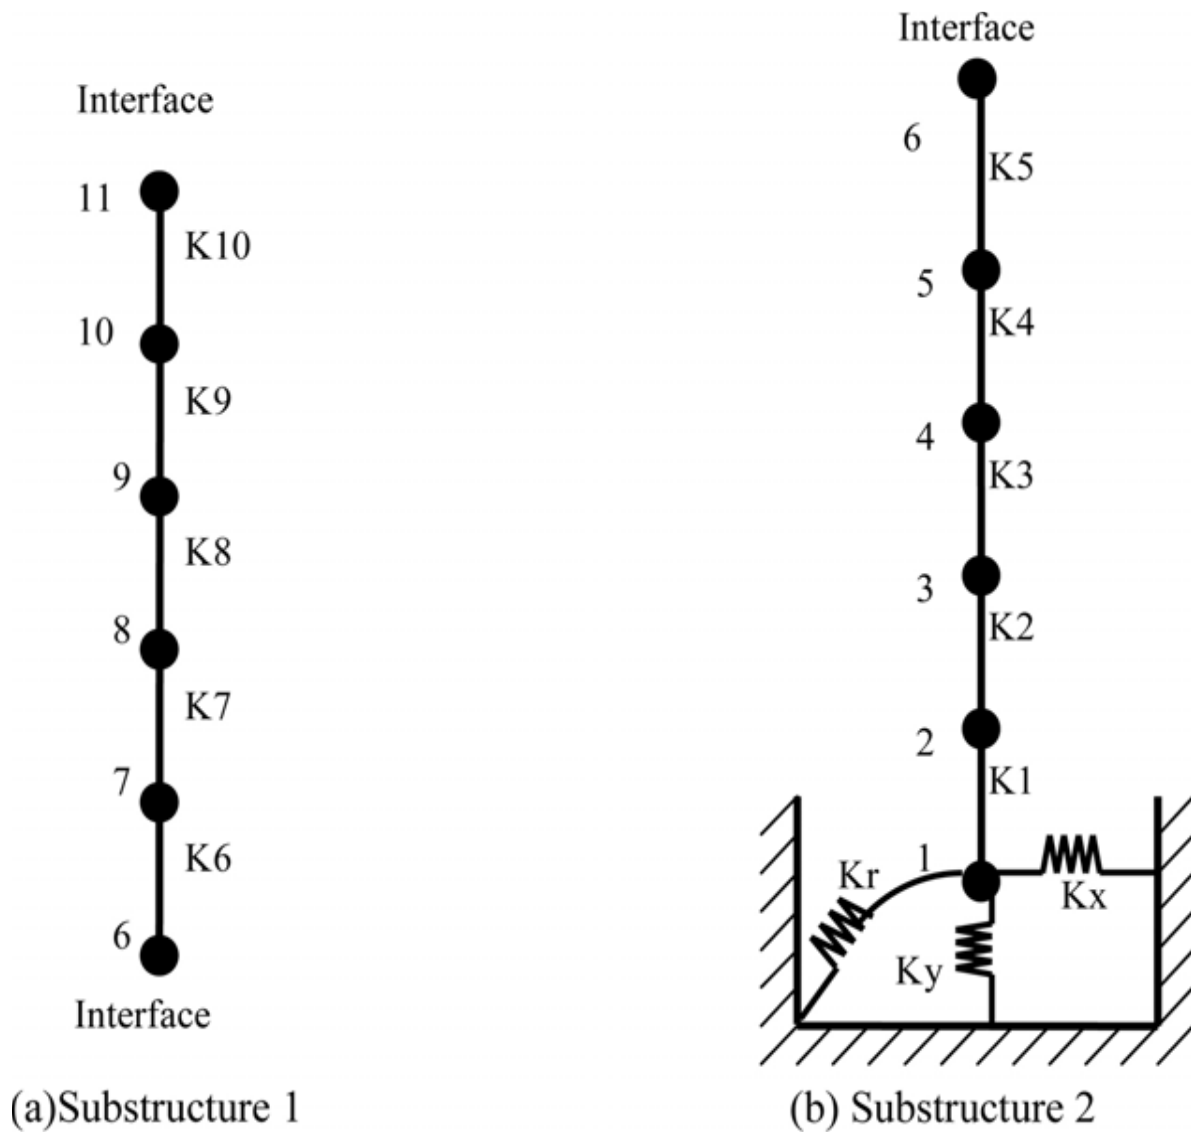 Interface
11
K10
10
K9
9
K8
8
K7
7
K6
6
Interface
(a)Substructure 1
Interface
6
K5
5
K4
4
K3
3
K2
2
K1
1
Kr
Kx
Ky
(b) Substructure 2